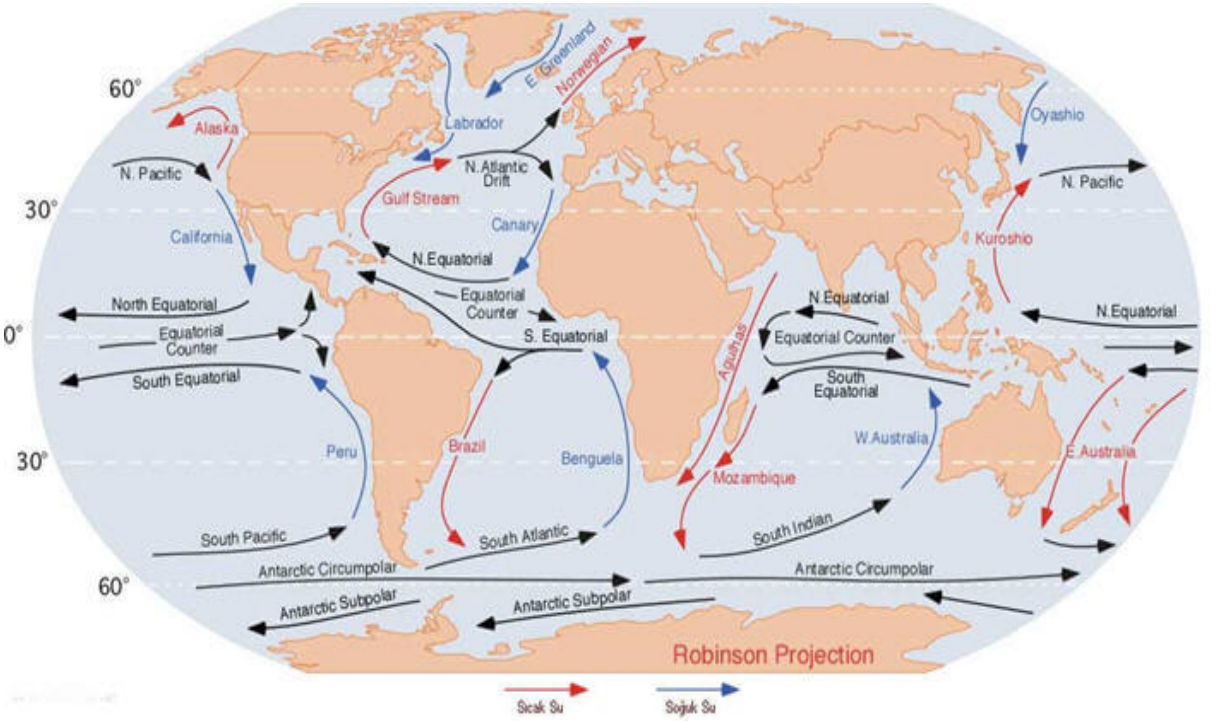 E. Greenland
Norwegian
60°
Alaska
Labrador
Oyashio
N. Pacific
N.Atlantic
Drift
N. Pacific
Gulf Stream
30°
California
Canary
Kuroshio
N.Equatorial
North Equatorial
Equatorial
Counter
N.Equatorial
N.Equatorial
0°
Equatorial
Counter
S. Equatorial
Equatorial Counter
South Equatorial
Agulhas
South
Equatorial
Peru
Brazil
Benguela
W.Australia
E.Australia
30°
Mozambique
South Pacific
South Atlantic
South Indian
Antarctic Circumpolar
Antarctic Circumpolar
60°
Antarctic Subpolar
Antarctic Subpolar
Robinson Projection
Sıcak Su
Soğuk Su